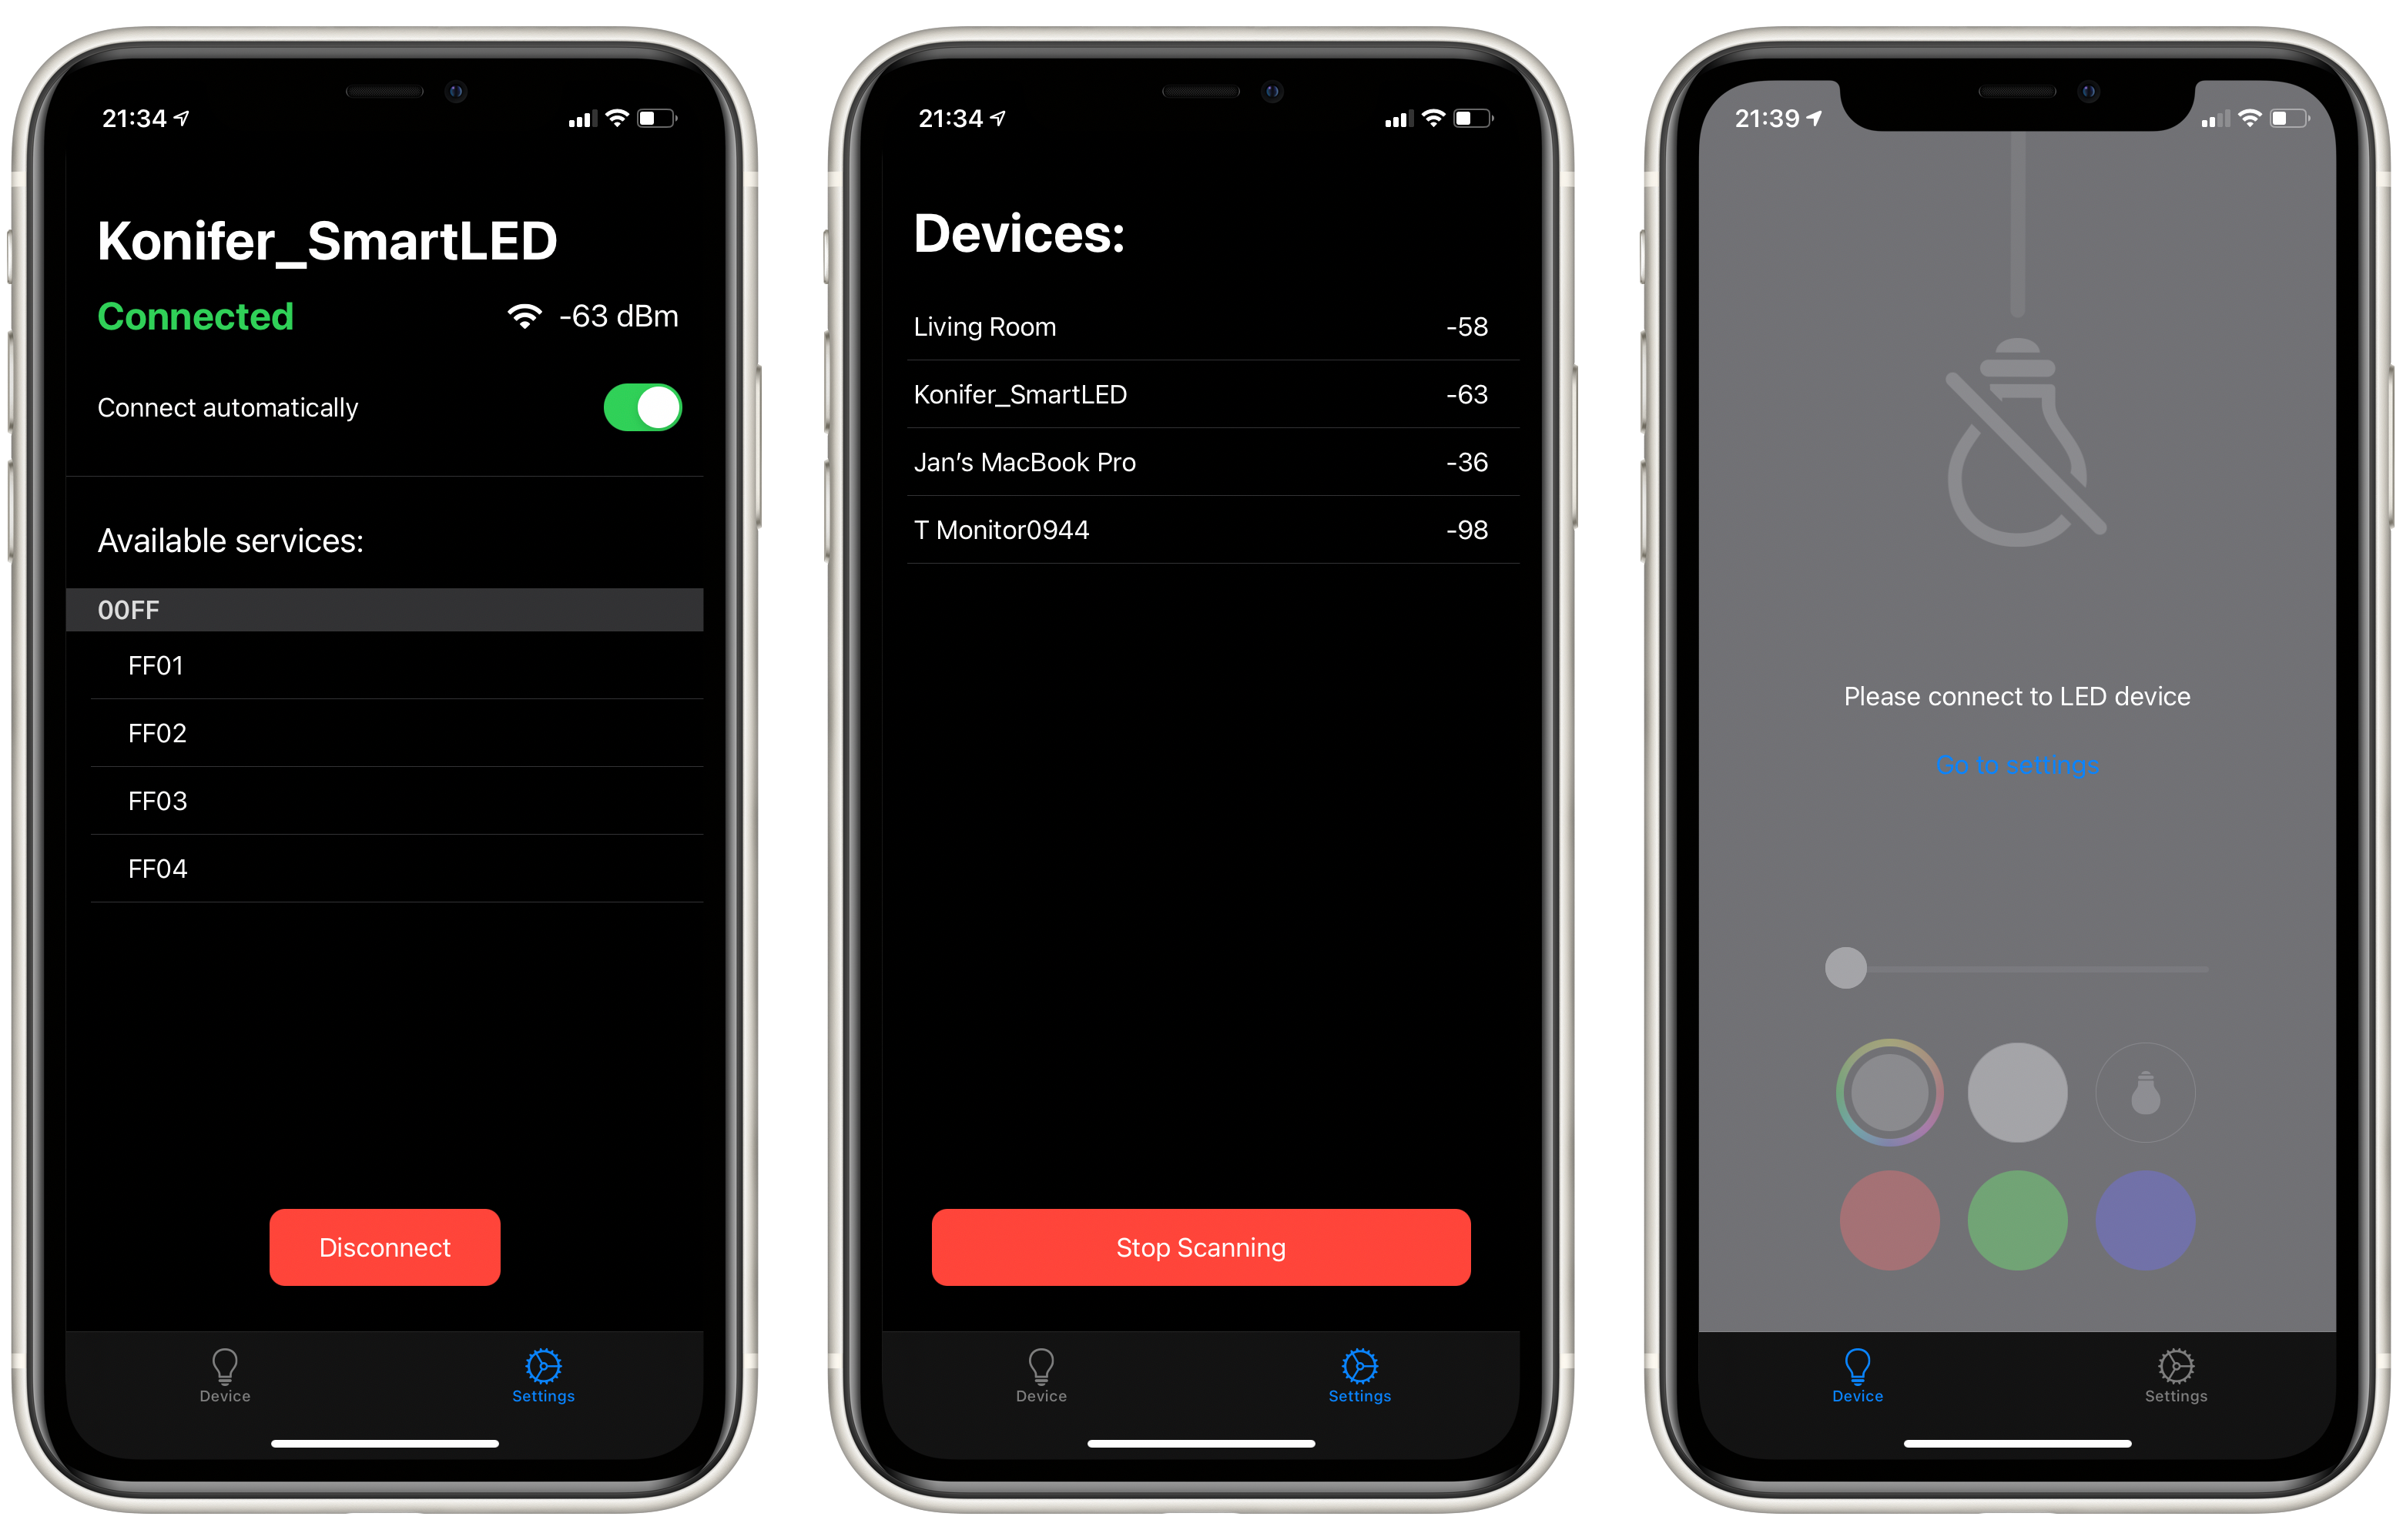 21:34
Konifer_SmartLED
Connected
-63 dBm
Connect automatically
Available services:
00FF
FF01
FF02
FF03
FF04
Disconnect
Device
Settings
21:34
Devices:
Living Room
-58
Konifer_SmartLED
-63
Jan’s MacBook Pro
-36
T Monitor0944
-98
Stop Scanning
Device
Settings
21:39
Please connect to LED device
Go to settings
Device
Settings